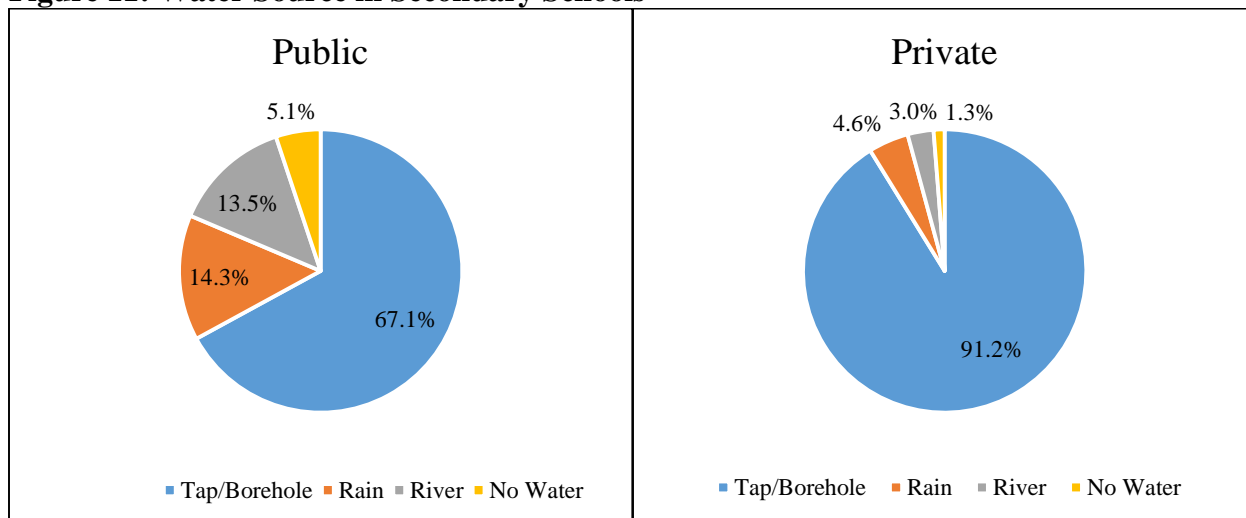 Public
5.1%
13.5%
14.3%
67.1%
Tap/Borehole Rain River No Water
Private
4.6% 3.0% 1.3%
91.2%
Tap/Borehole Rain River No Water